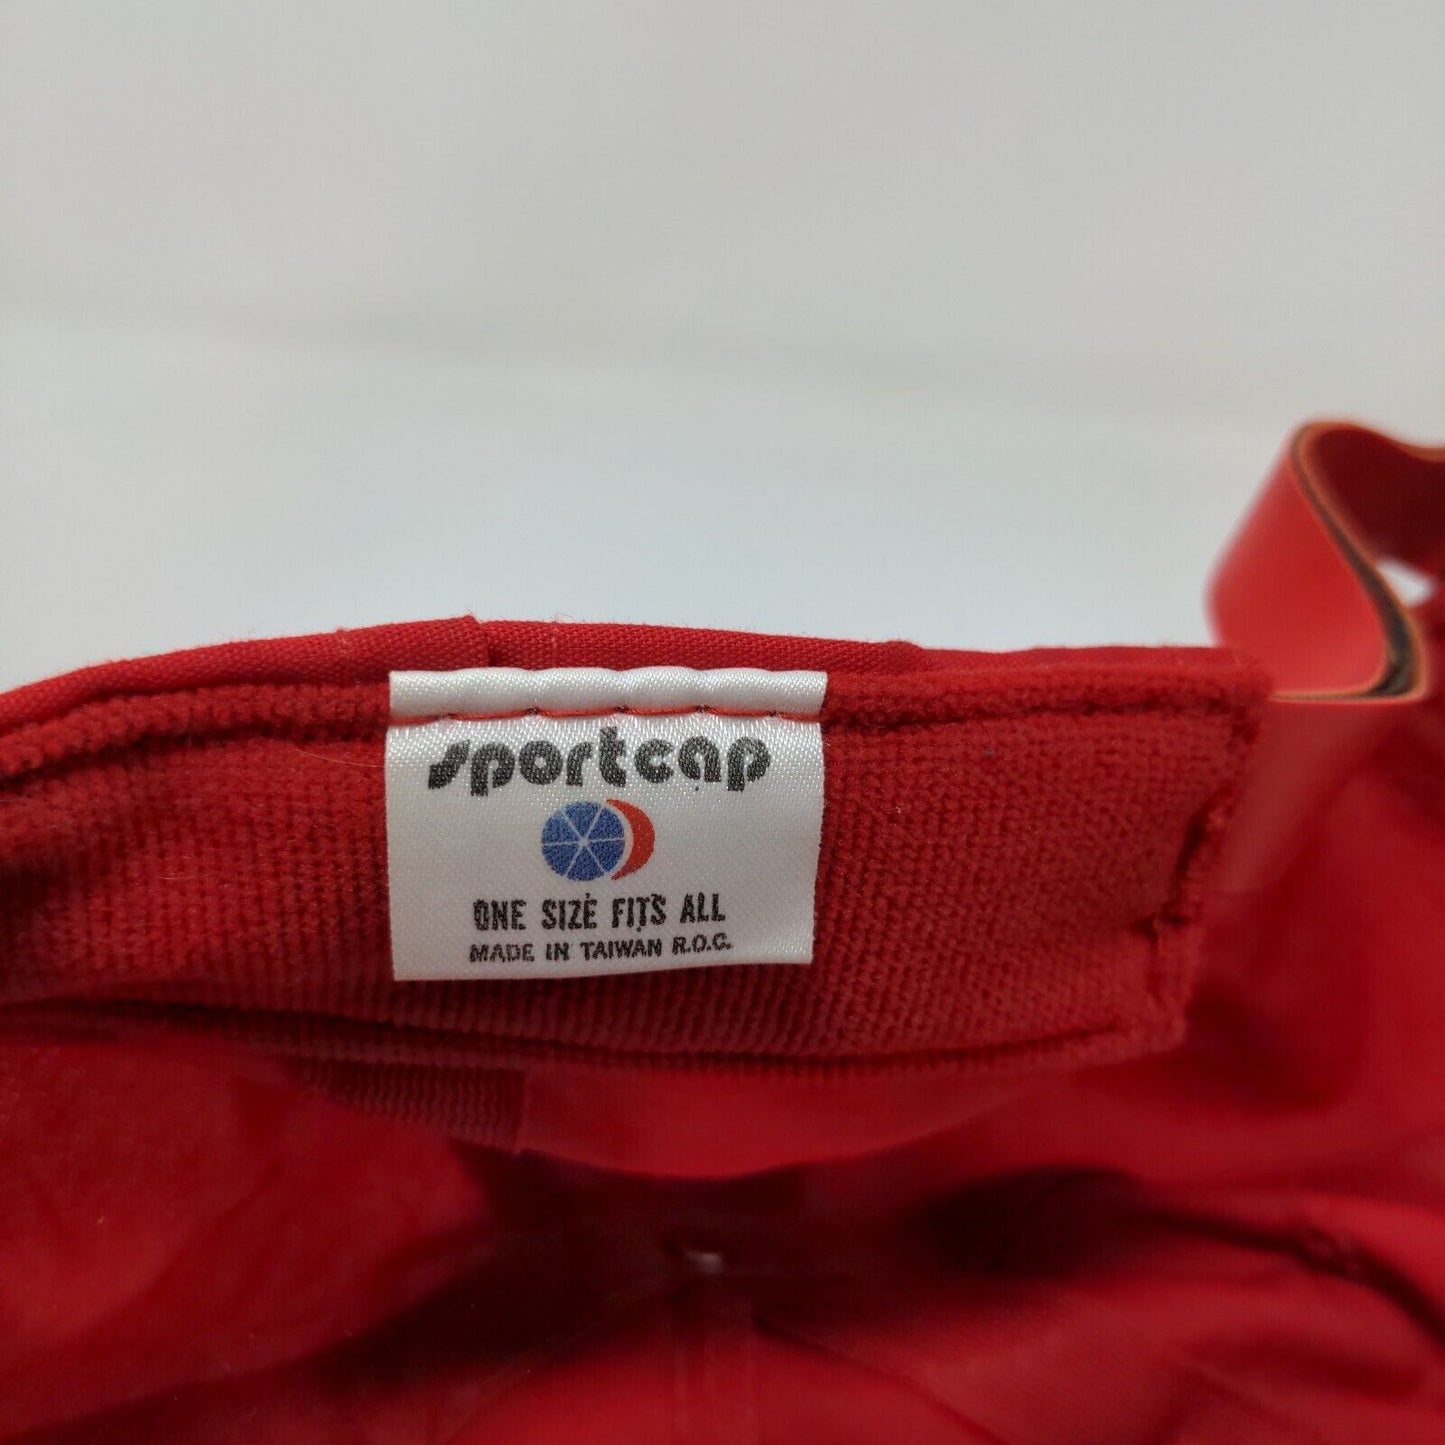 sportcap
ONE SIZE FITS ALL
MADE IN TAIWAN R.O.C.